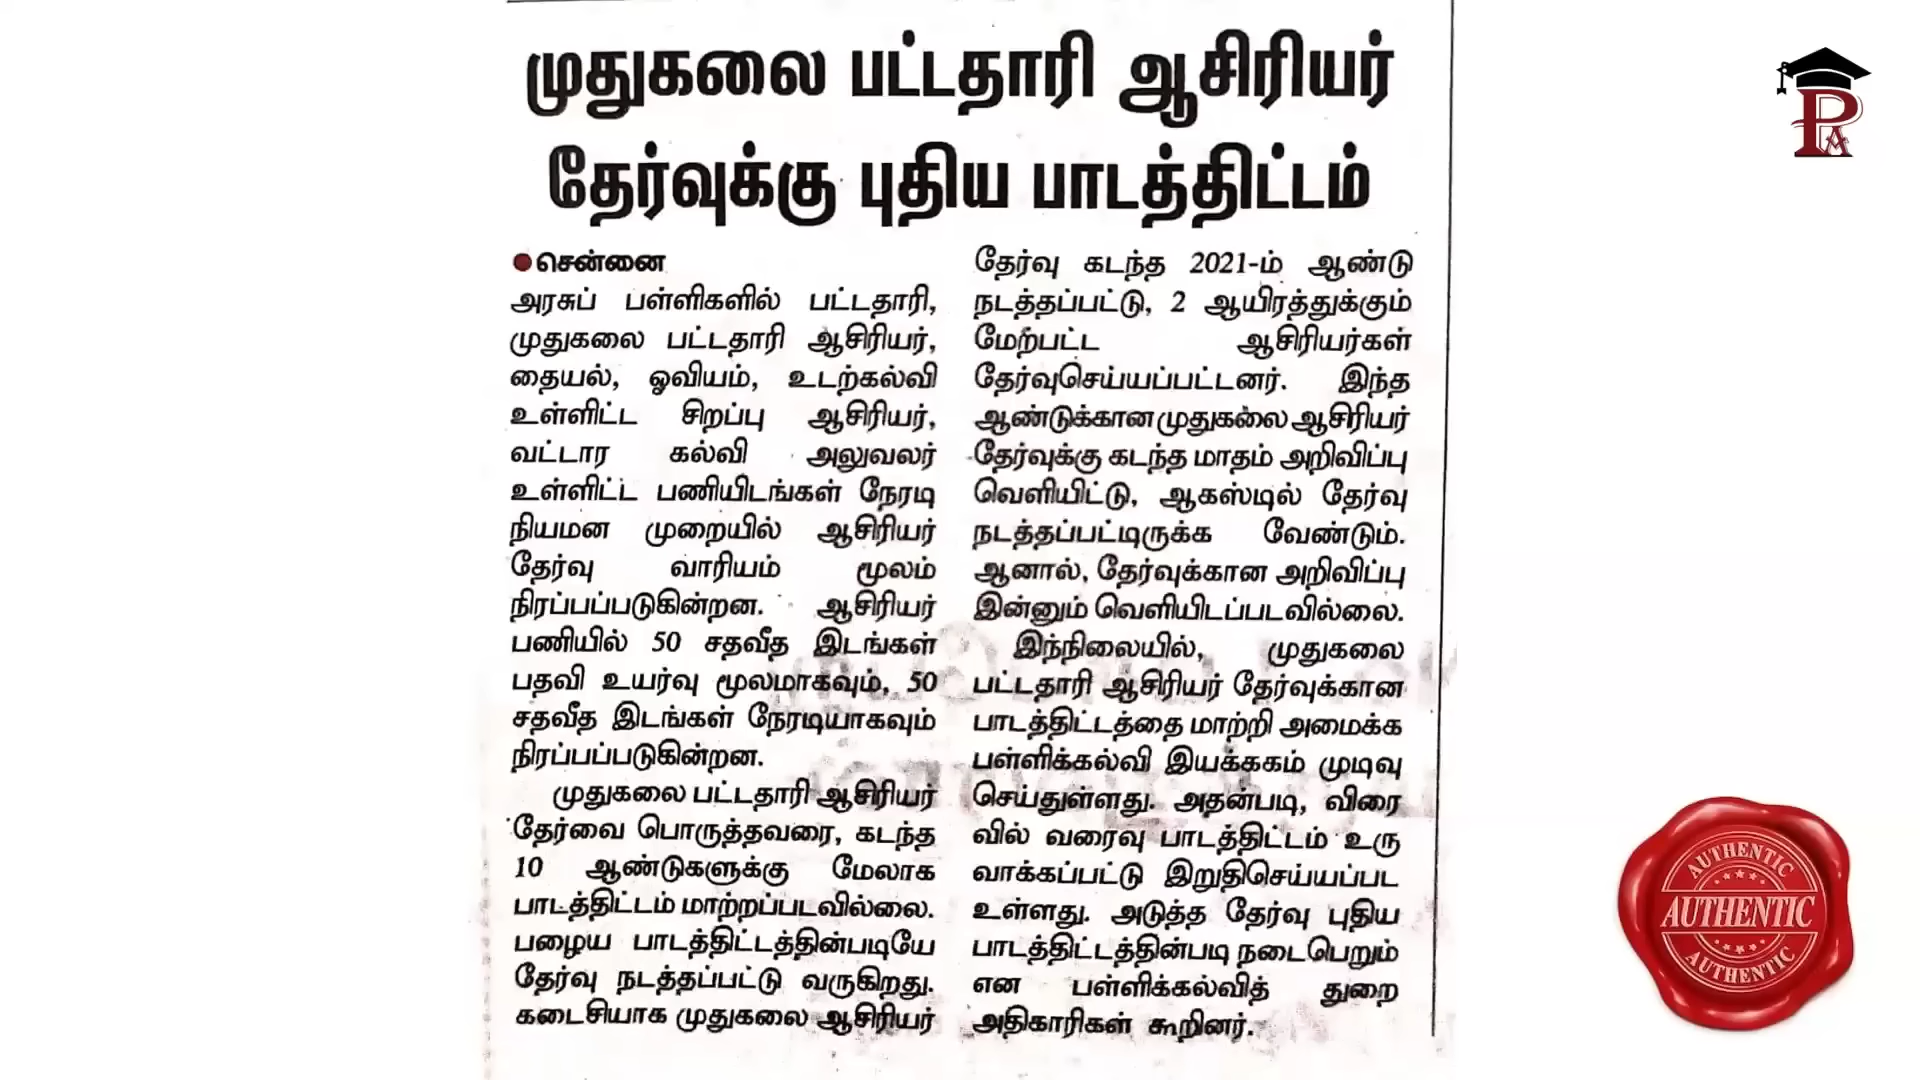 முதுகலை பட்டதாரி ஆசிரியர்
தேர்வுக்கு புதிய பாடத்திட்டம்
சென்னை
அரசுப் பள்ளிகளில் பட்டதாரி,
முதுகலை பட்டதாரி ஆசிரியர்,
தையல், ஓவியம், உடற்கல்வி
உள்ளிட்ட சிறப்பு ஆசிரியர்,
வட்டார கல்வி அலுவலர்
உள்ளிட்ட பணியிடங்கள் நேரடி
நியமன முறையில் ஆசிரியர்
தேர்வு வாரியம் மூலம்
நிரப்பப்படுகின்றன. ஆசிரியர்
பணியில் 50 சதவீத இடங்கள்
பதவி உயர்வு மூலமாகவும், 50
சதவீத இடங்கள் நேரடியாகவும்
நிரப்பப்படுகின்றன.
முதுகலை பட்டதாரி ஆசிரியர்
தேர்வை பொருத்தவரை, கடந்த
10 ஆண்டுகளுக்கு மேலாக
பாடத்திட்டம் மாற்றப்படவில்லை.
பழைய பாடத்திட்டத்தின்படியே
தேர்வு நடத்தப்பட்டு வருகிறது.
கடைசியாக முதுகலை ஆசிரியர்
தேர்வு கடந்த 2021-ம் ஆண்டு
நடத்தப்பட்டு, 2 ஆயிரத்துக்கும்
மேற்பட்ட ஆசிரியர்கள்
தேர்வுசெய்யப்பட்டனர். இந்த
ஆண்டுக்கான முதுகலை ஆசிரியர்
தேர்வுக்கு கடந்த மாதம் அறிவிப்பு
வெளியிட்டு, ஆகஸ்டில் தேர்வு
நடத்தப்பட்டிருக்க வேண்டும்.
ஆனால், தேர்வுக்கான அறிவிப்பு
இன்னும் வெளியிடப்படவில்லை.
இந்நிலையில், முதுகலை
பட்டதாரி ஆசிரியர் தேர்வுக்கான
பாடத்திட்டத்தை மாற்றி அமைக்க
பள்ளிக்கல்வி இயக்ககம் முடிவு
செய்துள்ளது. அதன்படி, விரை
வில் வரைவு பாடத்திட்டம் உரு
வாக்கப்பட்டு இறுதிசெய்யப்பட
உள்ளது. அடுத்த தேர்வு புதிய
பாடத்திட்டத்தின்படி நடைபெறும்
என பள்ளிக்கல்வித் துறை
அதிகாரிகள் கூறினர்.
PA
AUTHENTIC
AUTHENTIC
AUTHENTIC